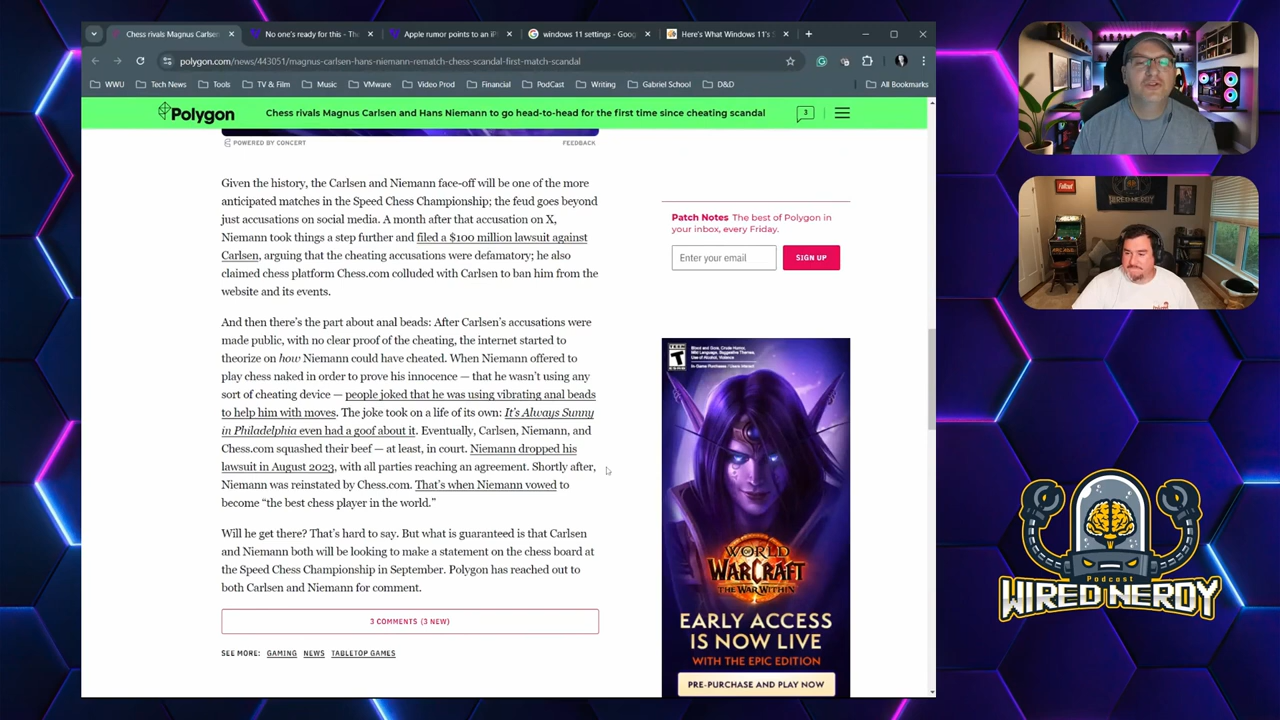 Chess rivals Magnus Carlsen
No one's ready for this - The
Apple rumor points to an iP
windows 11 settings - Goog
Here's What Windows 11's S
polygon.com/news/443051/magnus-carlsen-hans-niemann-rematch-chess-scandal-first-match-scandal
WWU
Tech News
Tools
TV & Film
Music
VMware
Video Prod
Financial
PodCast
Writing
Gabriel School
D&D
All Bookmarks
Polygon
Chess rivals Magnus Carlsen and Hans Niemann to go head-to-head for the first time since cheating scandal
3
POWERED BY CONCERT
FEEDBACK
Given the history, the Carlsen and Niemann face-off will be one of the more
anticipated matches in the Speed Chess Championship; the feud goes beyond
just accusations on social media. A month after that accusation on X,
Niemann took things a step further and filed a $100 million lawsuit against
Carlsen, arguing that the cheating accusations were defamatory; he also
claimed chess platform Chess.com colluded with Carlsen to ban him from the
website and its events.
And then there's the part about anal beads: After Carlsen's accusations were
made public, with no clear proof of the cheating, the internet started to
theorize on how Niemann could have cheated. When Niemann offered to
play chess naked in order to prove his innocence — that he wasn't using any
sort of cheating device — people joked that he was using vibrating anal beads
to help him with moves. The joke took on a life of its own: It's Always Sunny
in Philadelphia even had a goof about it. Eventually, Carlsen, Niemann, and
Chess.com squashed their beef — at least, in court. Niemann dropped his
lawsuit in August 2023, with all parties reaching an agreement. Shortly after,
Niemann was reinstated by Chess.com. That's when Niemann vowed to
become “the best chess player in the world.”
Will he get there? That's hard to say. But what is guaranteed is that Carlsen
and Niemann both will be looking to make a statement on the chess board at
the Speed Chess Championship in September. Polygon has reached out to
both Carlsen and Niemann for comment.
3 COMMENTS (3 NEW)
SEE MORE: GAMING NEWS TABLETOP GAMES
Patch Notes The best of Polygon in
your inbox, every Friday.
Enter your email
SIGN UP
T
Blood and Gore, Crude Humor,
Mild Language, Suggestive Themes,
Use of Alcohol, Violence
WORLD
OF
WARCRAFT
THE WAR WITHIN
EARLY ACCESS
IS NOW LIVE
WITH THE EPIC EDITION
PRE-PURCHASE AND PLAY NOW
Fallout
WIRED NERDY
ARCADE
Podcast
WIRED NERDY